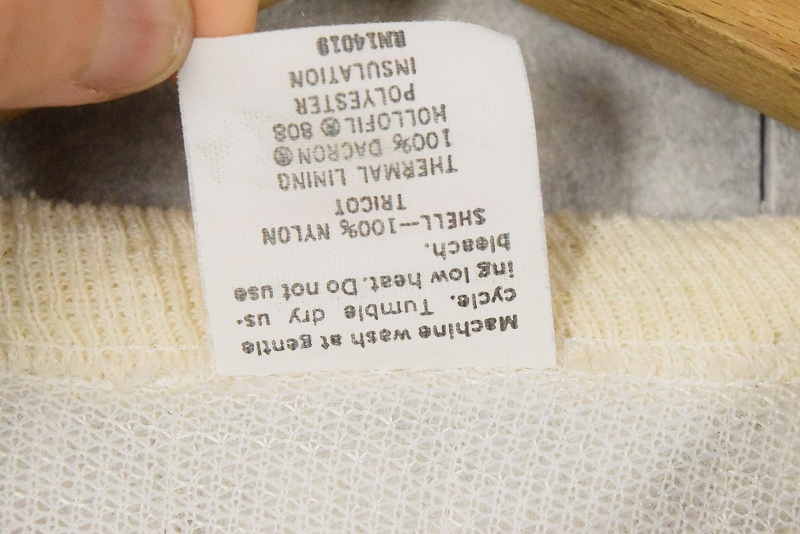 Machine wash at gentle
cycle. Tumble dry us-
ing low heat. Do not use
bleach.
SHELL—100% NYLON
TRICOT
THERMAL LINING
100% DACRON®
HOLLOFIL® 808
POLYESTER
INSULATION
RN14019